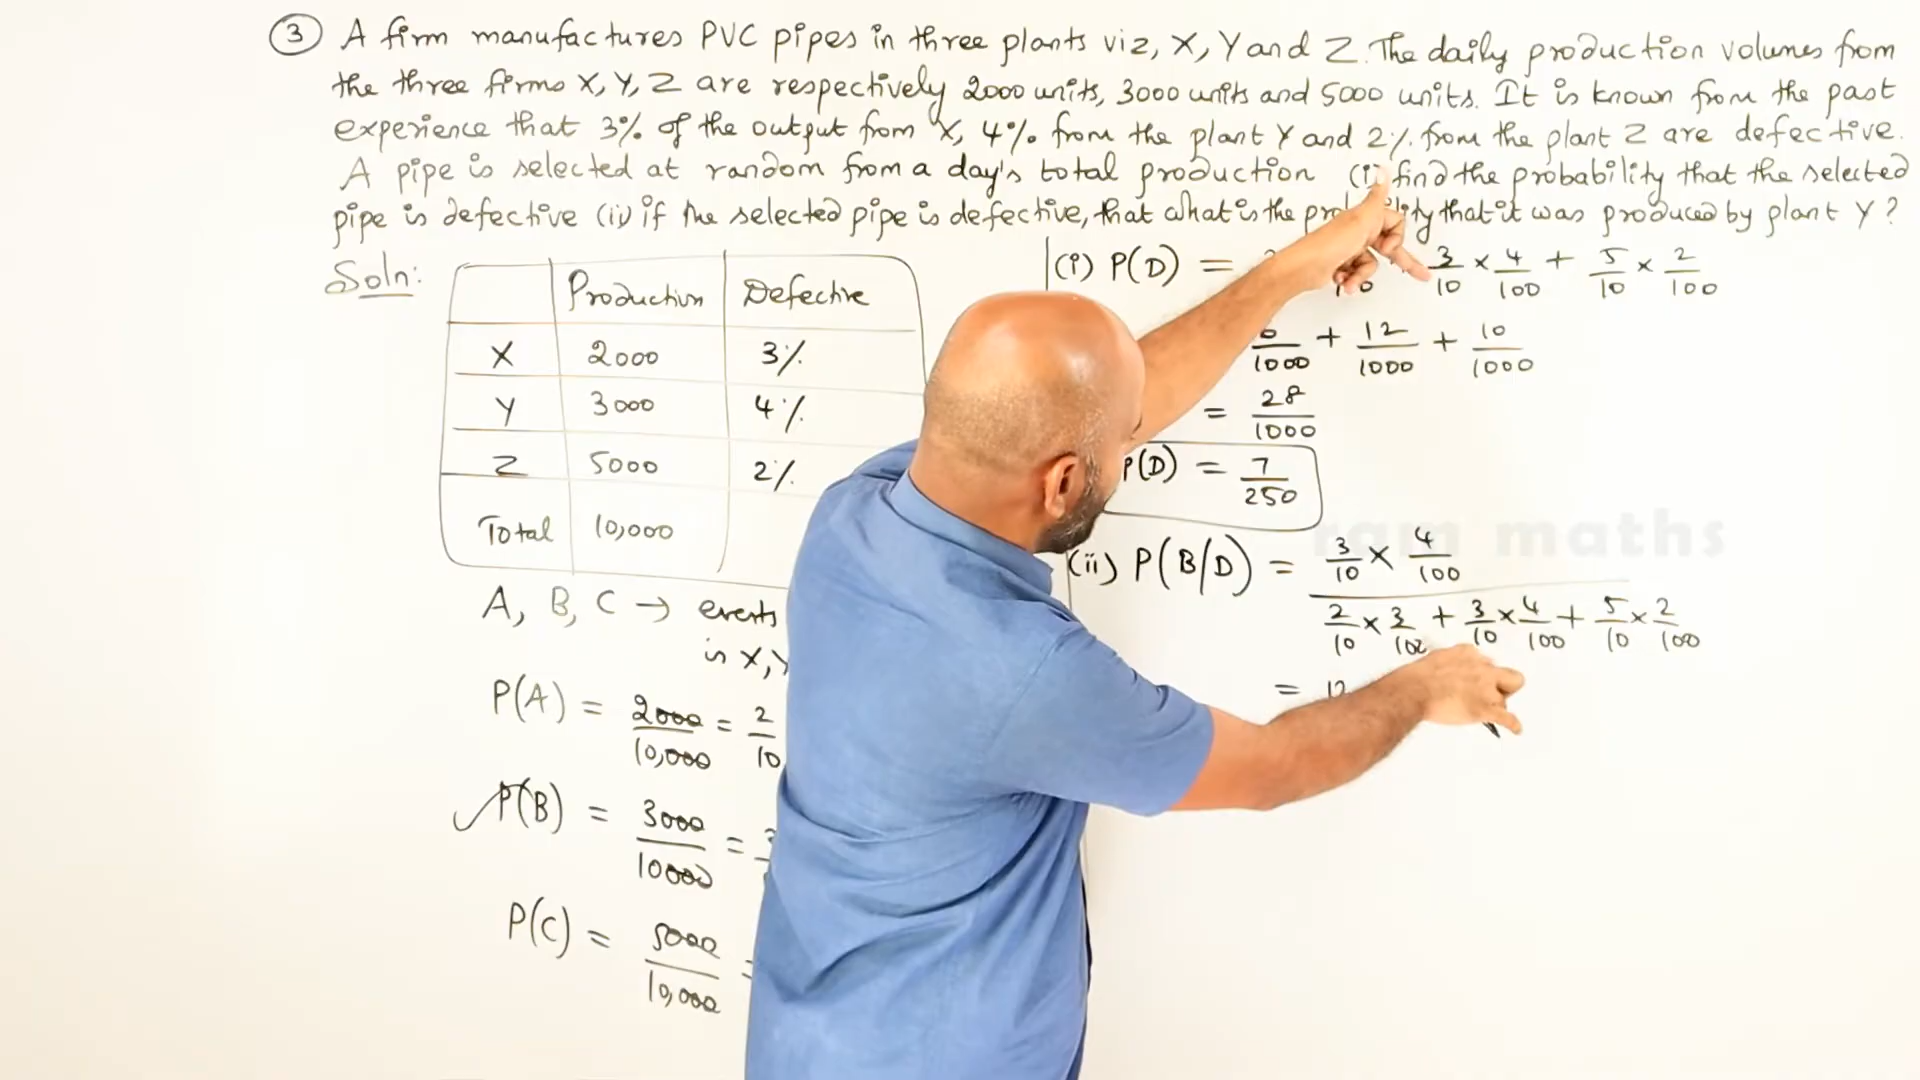 3 A firm manufactures PVC pipes in three plants viz, X, Y and Z. The daily production volumes from
the three firms X, Y, Z are respectively 2000 units, 3000 units and 5000 units. It is known from the past
experience that 3% of the output from X, 4% from the plant Y and 2% from the plant Z are defective.
A pipe is selected at random from a day's total production (i) find the probability that the selected
pipe is defective (ii) if the selected pipe is defective, that what is the that it was produced by plant Y?
Soln:
Production Defective
X 2000 3%
Y 3000 4%
Z 5000 2%
Total 10,000
A, B, C → events
in X,
P(A) = 2000/10,000 = 2/10
P(B) = 3000/10000 =
P(C) = 5000/10,000 =
(i) P(D) = 3/10 × 4/100 + 5/10 × 2/100
/1000 + 12/1000 + 10/1000
= 28/1000
P(D) = 7/250
ram maths
(ii) P(B/D) = 3/10 × 4/100
2/10 × 3/100 + 3/10 × 4/100 + 5/10 × 2/100
= 12